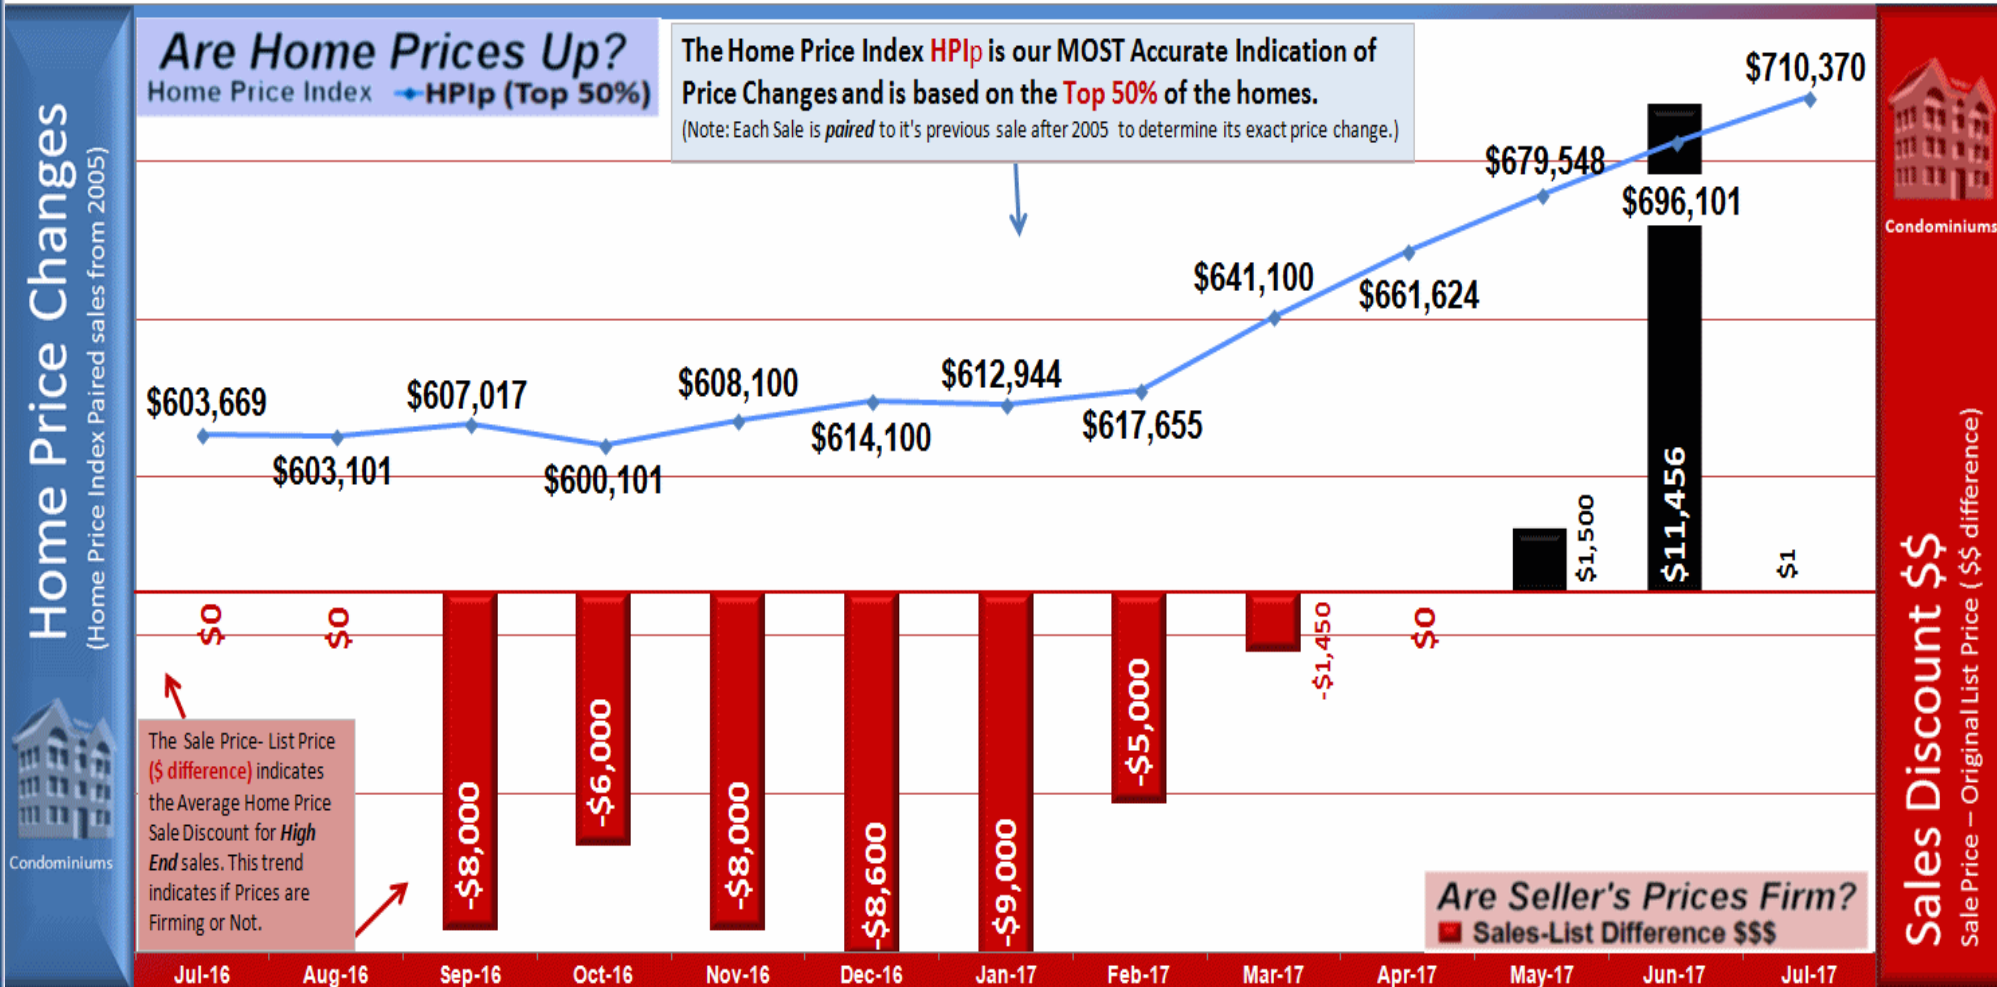 Are Home Prices Up?
Home Price Index HPIp (Top 50%)
The Home Price Index HPIp is our MOST Accurate Indication of
Price Changes and is based on the Top 50% of the homes.
(Note: Each Sale is paired to it's previous sale after 2005 to determine its exact price change.)
Home Price Changes
(Home Price Index Paired sales from 2005)
Condominiums
$603,669
$603,101
$607,017
$600,101
$608,100
$614,100
$612,944
$617,655
$641,100
$661,624
$679,548
$696,101
$710,370
$0
$0
-$8,000
-$6,000
-$8,000
-$8,600
-$9,000
-$5,000
-$1,450
$0
$1,500
$11,456
$1
The Sale Price- List Price
($ difference) indicates
the Average Home Price
Sale Discount for High
End sales. This trend
indicates if Prices are
Firming or Not.
Are Seller's Prices Firm?
Sales-List Difference $$$
Jul-16 Aug-16 Sep-16 Oct-16 Nov-16 Dec-16 Jan-17 Feb-17 Mar-17 Apr-17 May-17 Jun-17 Jul-17
Condominiums
Sales Discount $$
Sale Price – Original List Price ( $$ difference)